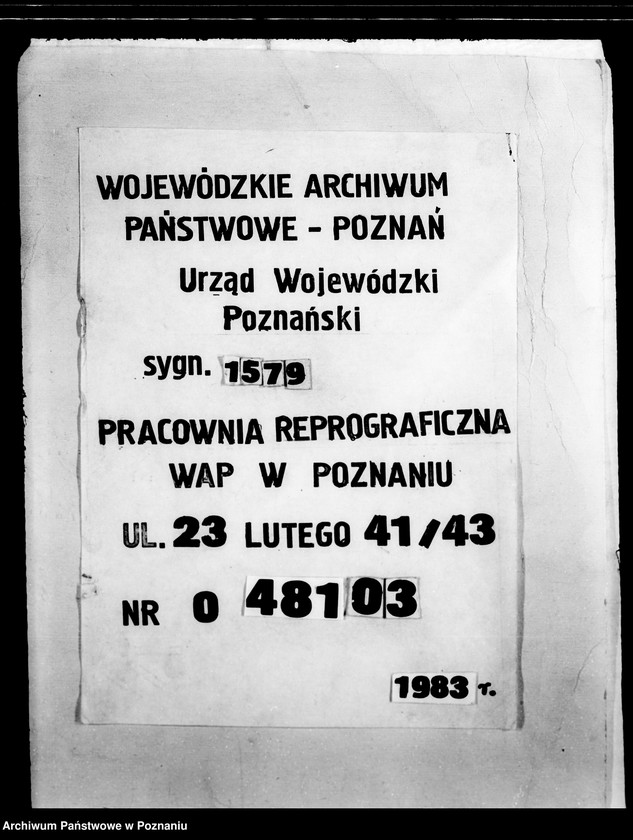 WOJEWÓDZKIE ARCHIWUM
PAŃSTWOWE - POZNAŃ
Urząd Wojewódzki
Poznański
sygn. 1579
PRACOWNIA REPROGRAFICZNA
WAP W POZNANIU
UL. 23 LUTEGO 41/43
NR 0 48103
1983 r.
Archiwum Państwowe w Poznaniu